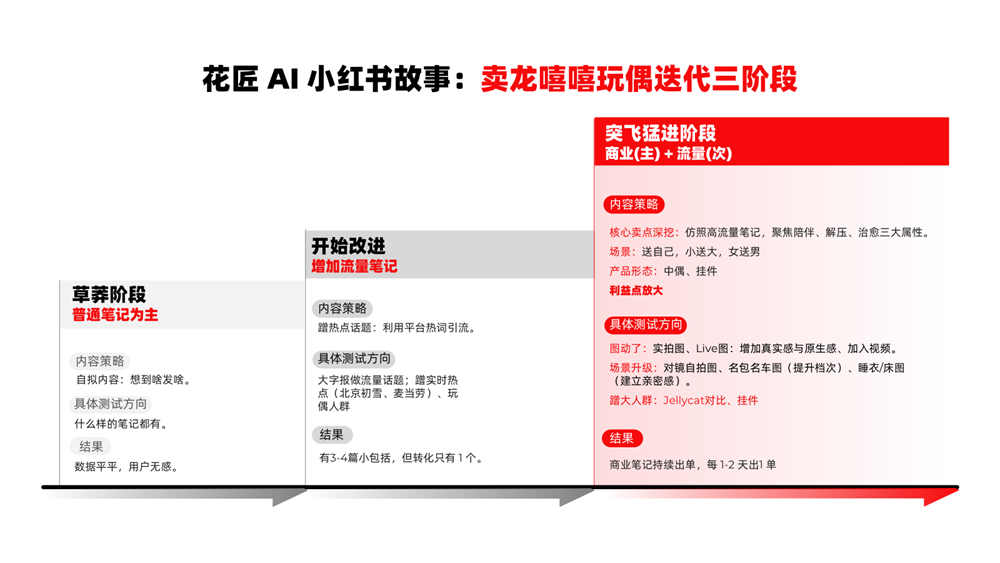 花匠 AI 小红书故事：卖龙嘻嘻玩偶迭代三阶段
草莽阶段
普通笔记为主
内容策略
自拟内容：想到啥发啥。
具体测试方向
什么样的笔记都有。
结果
数据平平，用户无感。
开始改进
增加流量笔记
内容策略
蹭热点话题：利用平台热词引流。
具体测试方向
大字报做流量话题；蹭实时热
点（北京初雪、麦当劳）、玩
偶人群
结果
有3-4篇小包括，但转化只有 1 个。
突飞猛进阶段
商业(主) + 流量(次)
内容策略
核心卖点深挖：仿照高流量笔记，聚焦陪伴、解压、治愈三大属性。
场景：送自己，小送大，女送男
产品形态：中偶、挂件
利益点放大
具体测试方向
图动了：实拍图、Live图：增加真实感与原生感、加入视频。
场景升级：对镜自拍图、名包名车图（提升档次）、睡衣/床图
（建立亲密感）。
蹭大人群：Jellycat对比、挂件
结果
商业笔记持续出单，每 1-2 天出1 单